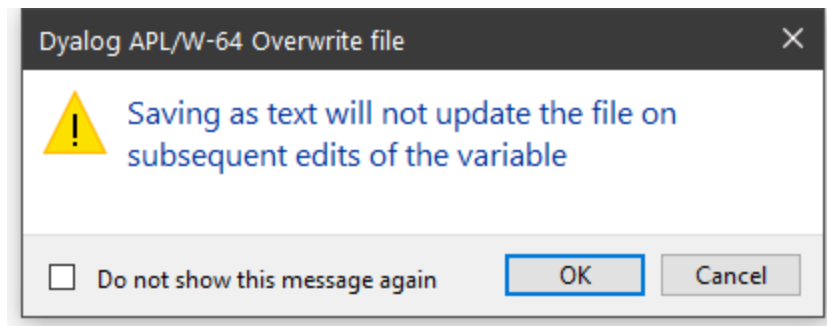 Dyalog APL/W-64 Overwrite file
Saving as text will not update the file on
subsequent edits of the variable
Do not show this message again OK Cancel